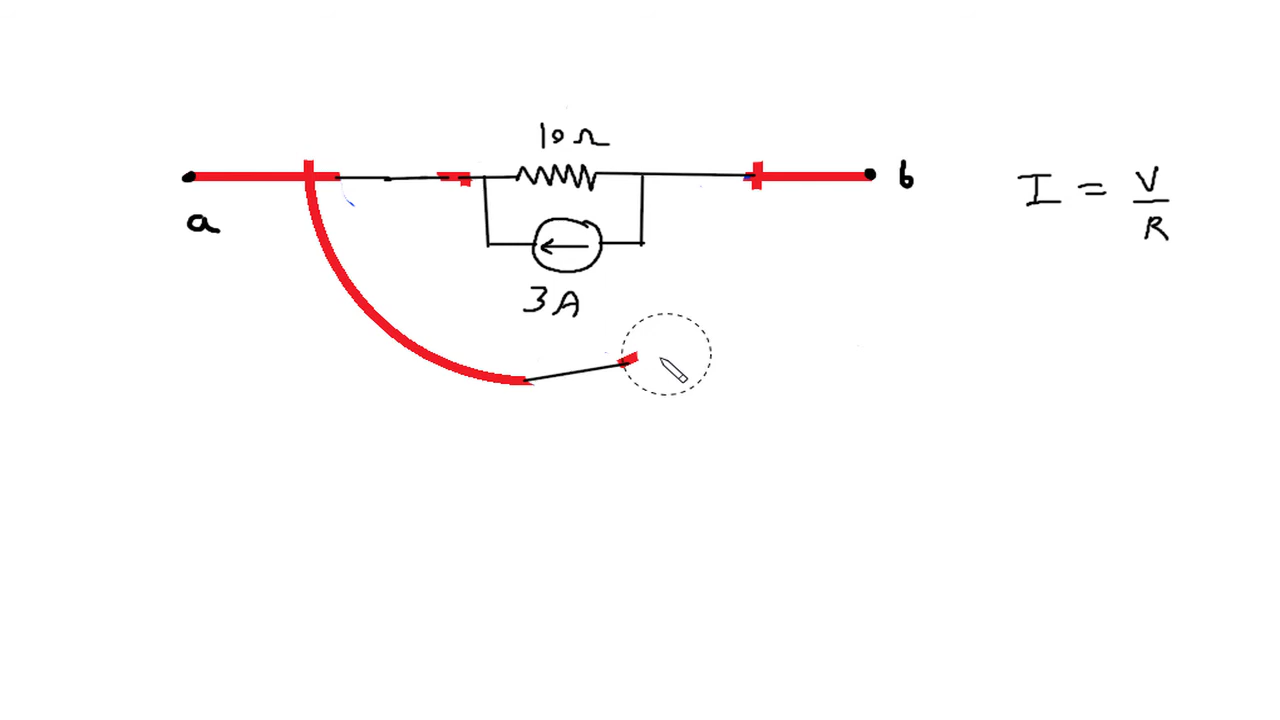 10Ω
a
b
3A
I = V/R